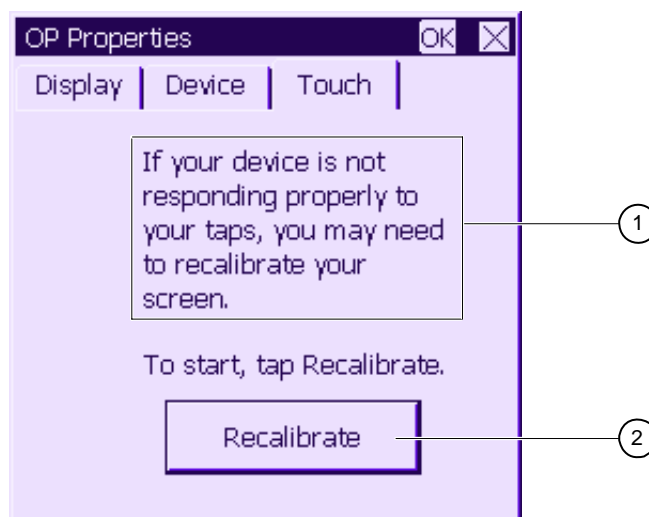 OP Properties OK
Display Device Touch
If your device is not
responding properly to
your taps, you may need
to recalibrate your
screen.
1
To start, tap Recalibrate.
Recalibrate
2